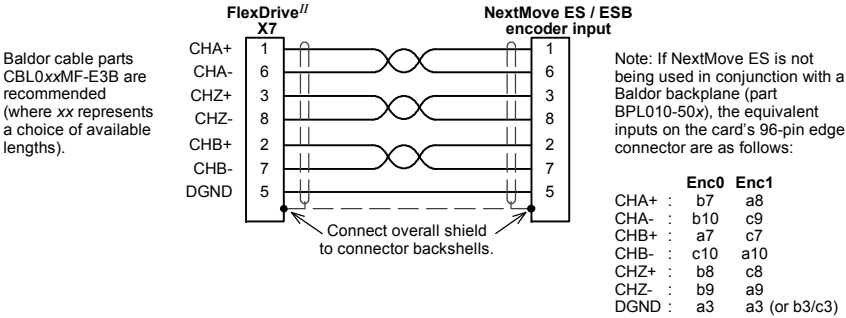 FlexDrive II
X7
NextMove ES / ESB
encoder input
Baldor cable parts
CBL0xxMF-E3B are
recommended
(where xx represents
a choice of available
lengths).
CHA+ 1 1
CHA- 6 6
CHZ+ 3 3
CHZ- 8 8
CHB+ 2 2
CHB- 7 7
DGND 5 5
Connect overall shield
to connector backshells.
Note: If NextMove ES is not
being used in conjunction with a
Baldor backplane (part
BPL010-50x), the equivalent
inputs on the card's 96-pin edge
connector are as follows:
Enc0 Enc1
CHA+ : b7 a8
CHA- : b10 c9
CHB+ : a7 c7
CHB- : c10 a10
CHZ+ : b8 c8
CHZ- : b9 a9
DGND : a3 a3 (or b3/c3)